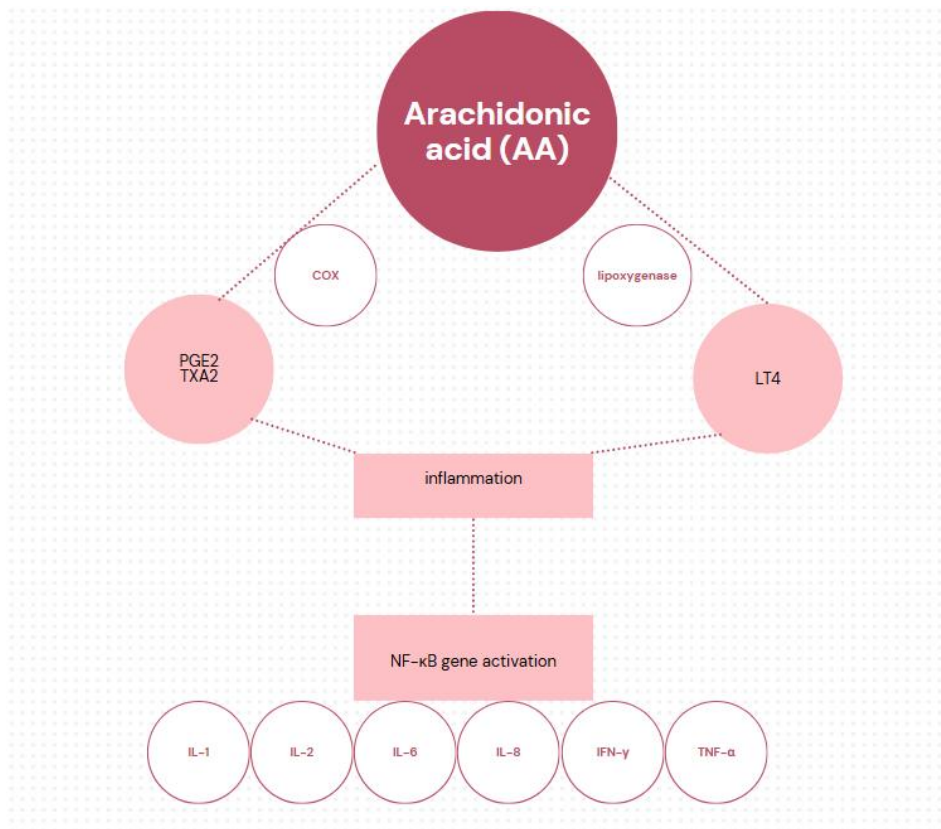 Arachidonic
acid (AA)
COX
lipoxygenase
PGE2
TXA2
LT4
inflammation
NF-κB gene activation
IL-1
IL-2
IL-6
IL-8
IFN-γ
TNF-α